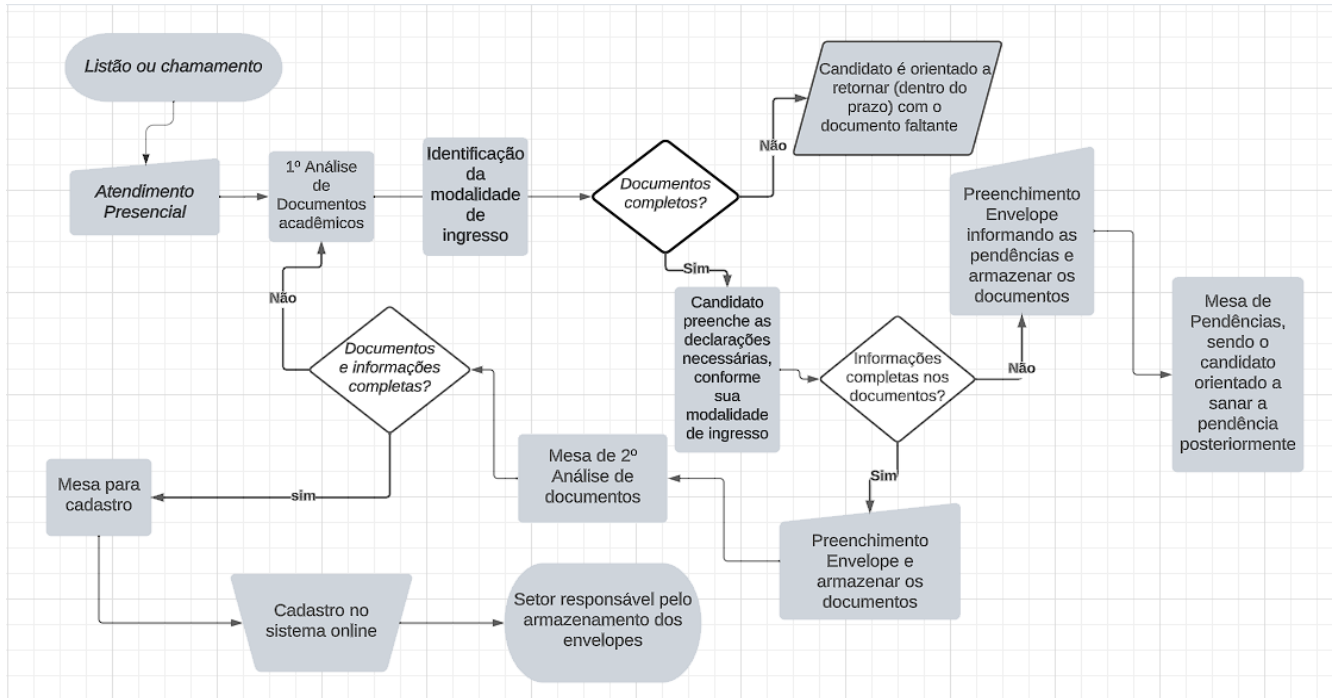 Listão ou chamamento
Atendimento
Presencial
1º Análise
de
Documentos
acadêmicos
Identificação
da
modalidade
de
ingresso
Documentos
completos?
Não
Candidato é orientado a
retornar (dentro do
prazo) com o
documento faltante
Sim
Candidato
preenche as
declarações
necessárias,
conforme
sua
modalidade
de ingresso
Informações
completas nos
documentos?
Não
Preenchimento
Envelope
informando as
pendências e
armazenar os
documentos
Mesa de
Pendências,
sendo o
candidato
orientado a
sanar a
pendência
posteriormente
Sim
Preenchimento
Envelope e
armazenar os
documentos
Mesa de 2º
Análise de
documentos
Documentos
e informações
completas?
Não
sim
Mesa para
cadastro
Cadastro no
sistema online
Setor responsável pelo
armazenamento dos
envelopes